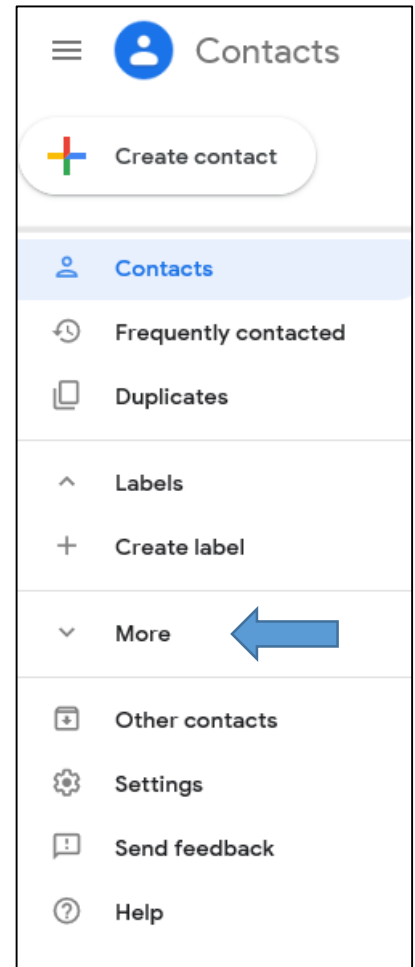 Contacts
Create contact
Contacts
Frequently contacted
Duplicates
Labels
Create label
More
Other contacts
Settings
Send feedback
Help